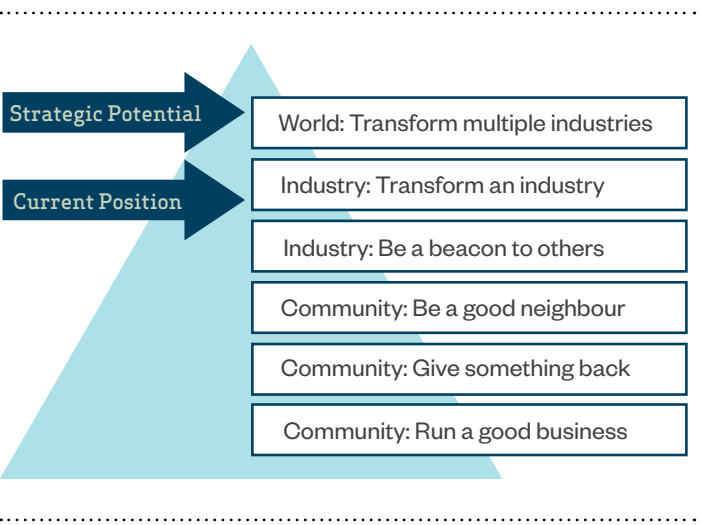 Strategic Potential
World: Transform multiple industries
Industry: Transform an industry
Current Position
Industry: Be a beacon to others
Community: Be a good neighbour
Community: Give something back
Community: Run a good business